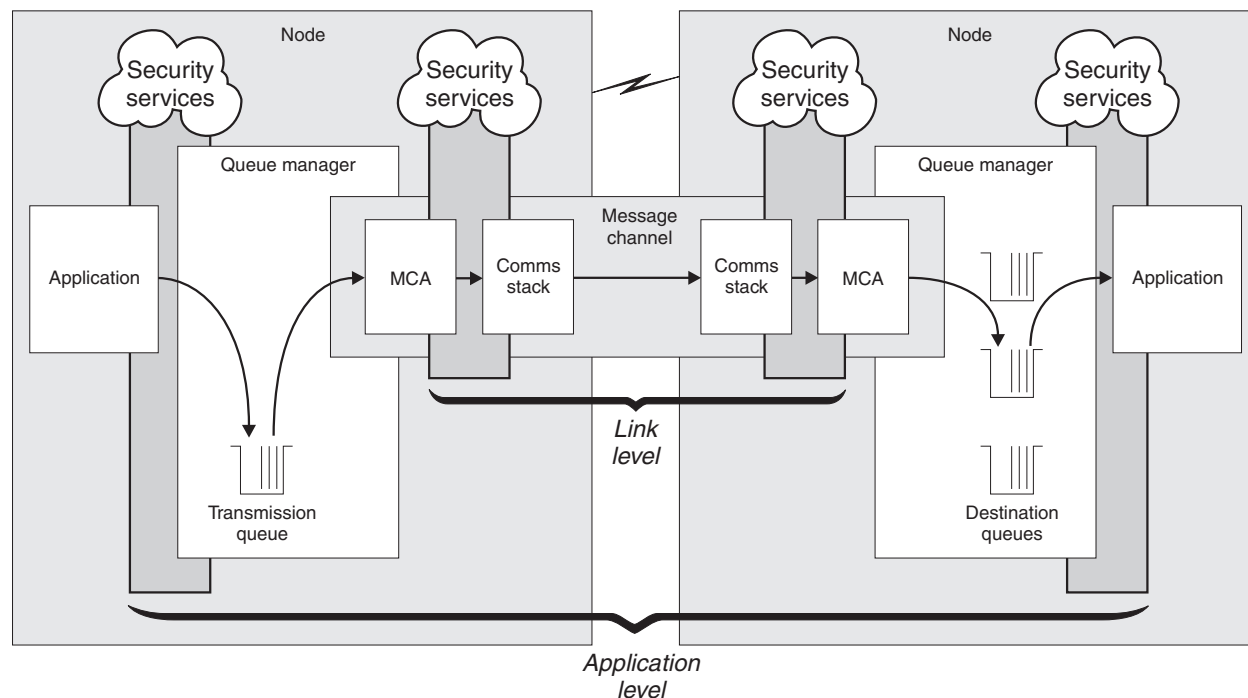 Node
Node
Security
services
Security
services
Security
services
Security
services
Queue manager
Queue manager
Message
channel
Application
MCA
Comms
stack
Comms
stack
MCA
Application
Link
level
Transmission
queue
Destination
queues
Application
level